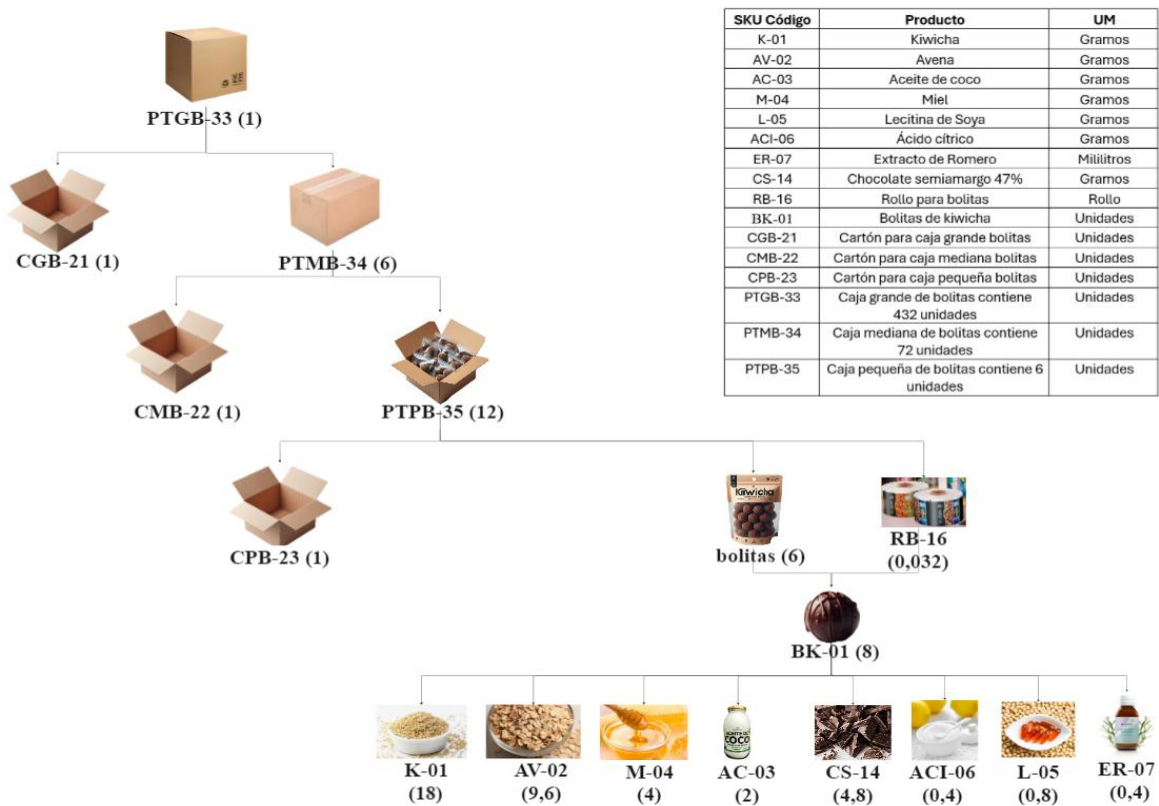 PTGB-33 (1)
CGB-21 (1)
PTMB-34 (6)
CMB-22 (1)
PTPB-35 (12)
CPB-23 (1)
Kiwicha
bolitas (6)
RB-16
(0,032)
BK-01 (8)
ACEITE DE
COCO
K-01
(18)
AV-02
(9,6)
M-04
(4)
AC-03
(2)
CS-14
(4,8)
ACI-06
(0,4)
L-05
(0,8)
ER-07
(0,4)
SKU Código Producto UM
K-01 Kiwicha Gramos
AV-02 Avena Gramos
AC-03 Aceite de coco Gramos
M-04 Miel Gramos
L-05 Lecitina de Soya Gramos
ACI-06 Ácido cítrico Gramos
ER-07 Extracto de Romero Mililitros
CS-14 Chocolate semiamargo 47% Gramos
RB-16 Rollo para bolitas Rollo
BK-01 Bolitas de kiwicha Unidades
CGB-21 Cartón para caja grande bolitas Unidades
CMB-22 Cartón para caja mediana bolitas Unidades
CPB-23 Cartón para caja pequeña bolitas Unidades
PTGB-33 Caja grande de bolitas contiene Unidades
432 unidades
PTMB-34 Caja mediana de bolitas contiene Unidades
72 unidades
PTPB-35 Caja pequeña de bolitas contiene 6 Unidades
unidades